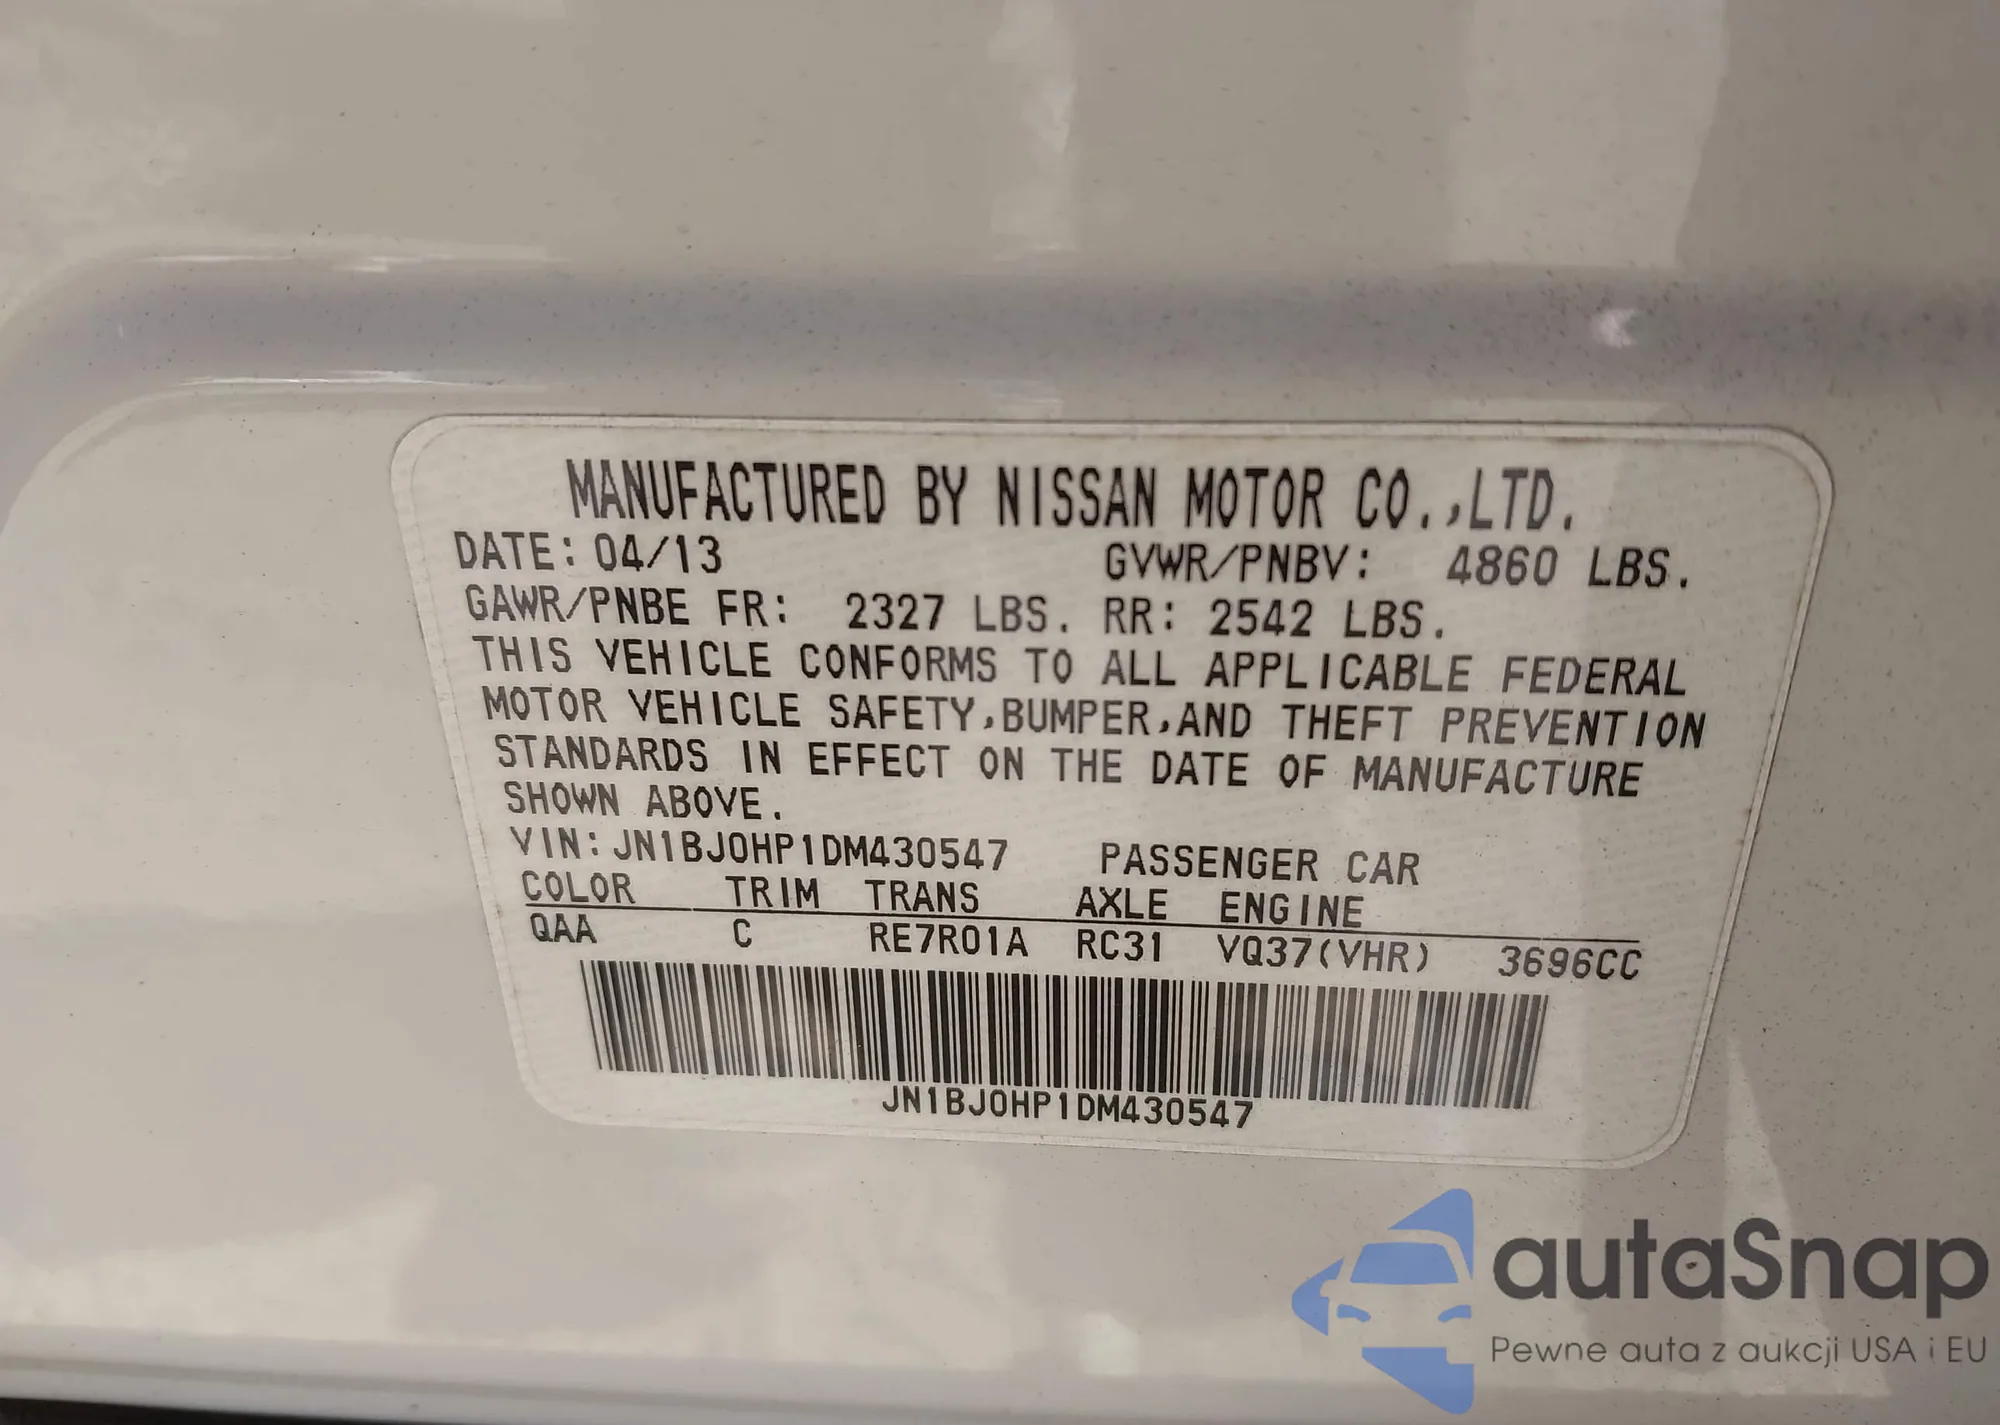 MANUFACTURED BY NISSAN MOTOR CO.,LTD.
DATE: 04/13 GVWR/PNBV: 4860 LBS.
GAWR/PNBE FR: 2327 LBS. RR: 2542 LBS.
THIS VEHICLE CONFORMS TO ALL APPLICABLE FEDERAL
MOTOR VEHICLE SAFETY,BUMPER,AND THEFT PREVENTION
STANDARDS IN EFFECT ON THE DATE OF MANUFACTURE
SHOWN ABOVE.
VIN: JN1BJ0HP1DM430547 PASSENGER CAR
COLOR TRIM TRANS AXLE ENGINE
QAA C RE7R01A RC31 VQ37(VHR) 3696CC
JN1BJ0HP1DM430547
autaSnap
Pewne auta z aukcji USA i EU